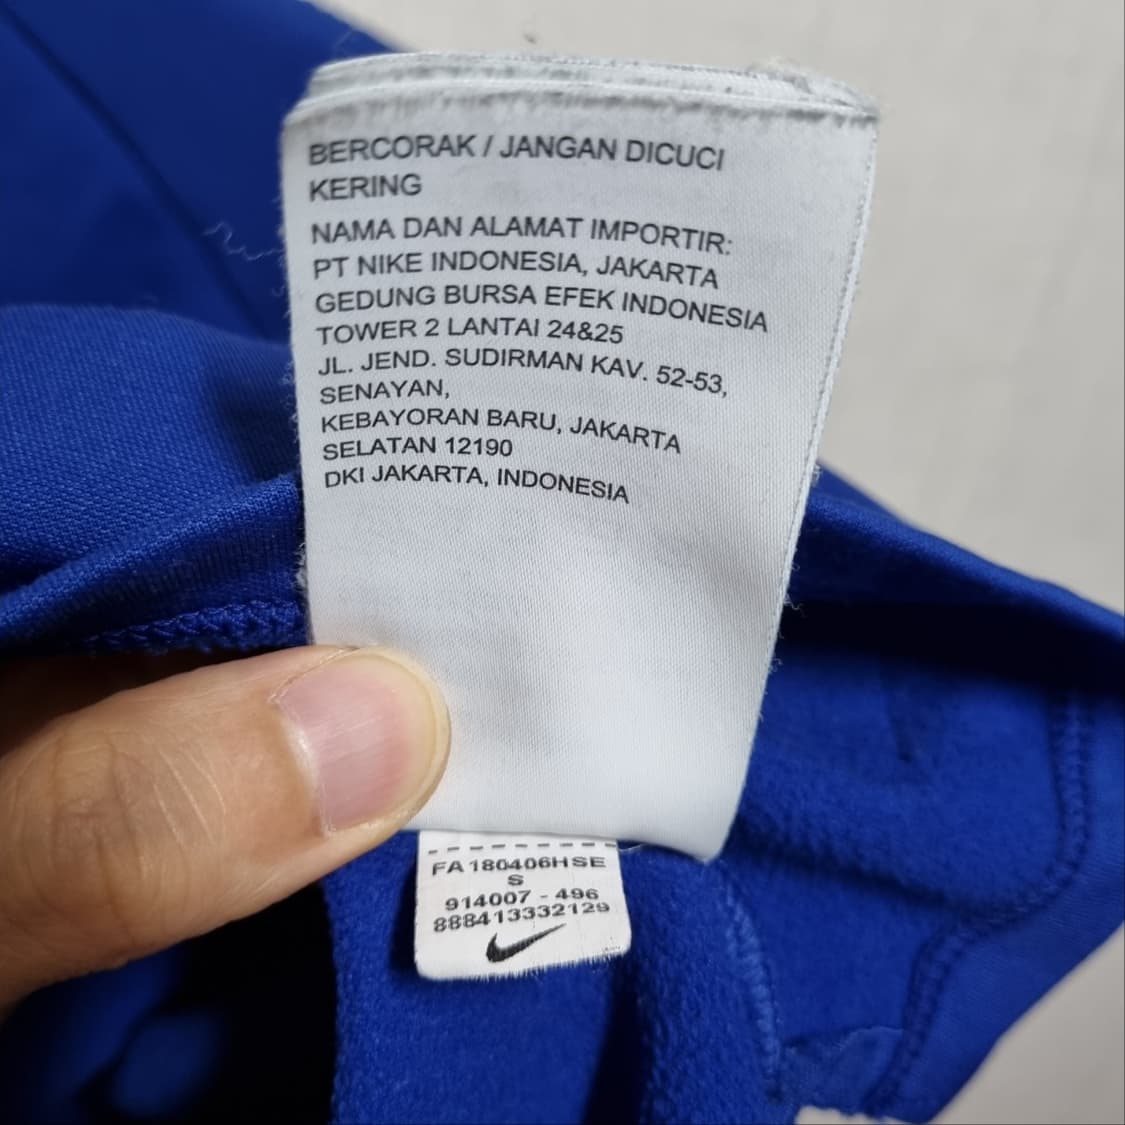 BERCORAK / JANGAN DICUCI
KERING
NAMA DAN ALAMAT IMPORTIR:
PT NIKE INDONESIA, JAKARTA
GEDUNG BURSA EFEK INDONESIA
TOWER 2 LANTAI 24&25
JL. JEND. SUDIRMAN KAV. 52-53,
SENAYAN,
KEBAYORAN BARU, JAKARTA
SELATAN 12190
DKI JAKARTA, INDONESIA
FA180406HSE
S
914007 - 496
888413332129